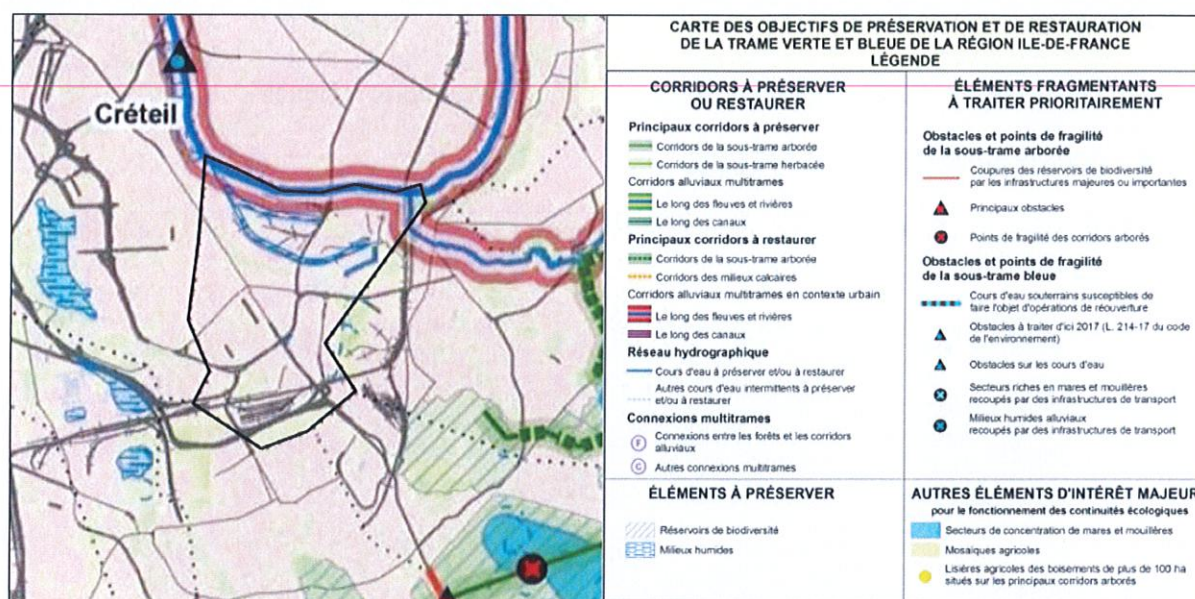 Créteil
CARTE DES OBJECTIFS DE PRÉSERVATION ET DE RESTAURATION
DE LA TRAME VERTE ET BLEUE DE LA RÉGION ILE-DE-FRANCE
LÉGENDE
CORRIDORS À PRÉSERVER
OU RESTAURER
Principaux corridors à préserver
Corridors de la sous-trame arborée
Corridors de la sous-trame herbacée
Corridors alluviaux multitrames
Le long des fleuves et rivières
Le long des canaux
Principaux corridors à restaurer
Corridors de la sous-trame arborée
Corridors des milieux calcaires
Corridors alluviaux multitrames en contexte urbain
Le long des fleuves et rivières
Le long des canaux
Réseau hydrographique
Cours d'eau à préserver et/ou à restaurer
Autres cours d'eau intermittents à préserver
et/ou à restaurer
Connexions multitrames
F
Connexions entre les forêts et les corridors
alluviaux
C
Autres connexions multitrames
ÉLÉMENTS À PRÉSERVER
Réservoirs de biodiversité
Milieux humides
ÉLÉMENTS FRAGMENTANTS
À TRAITER PRIORITAIREMENT
Obstacles et points de fragilité
de la sous-trame arborée
Coupures des réservoirs de biodiversité
par les infrastructures majeures ou importantes
Principaux obstacles
Points de fragilité des corridors arborés
Obstacles et points de fragilité
de la sous-trame bleue
Cours d'eau souterrains susceptibles de
faire l'objet d'opérations de réouverture
Obstacles à traiter d'ici 2017 (L. 214-17 du code
de l'environnement)
Obstacles sur les cours d'eau
Secteurs riches en mares et mouillères
recoupés par des infrastructures de transport
Milieux humides alluviaux
recoupés par des infrastructures de transport
AUTRES ÉLÉMENTS D'INTÉRÊT MAJEUR
pour le fonctionnement des continuités écologiques
Secteurs de concentration de mares et mouillères
Mosaïques agricoles
Lisières agricoles des boisements de plus de 100 ha
situés sur les principaux corridors arborés